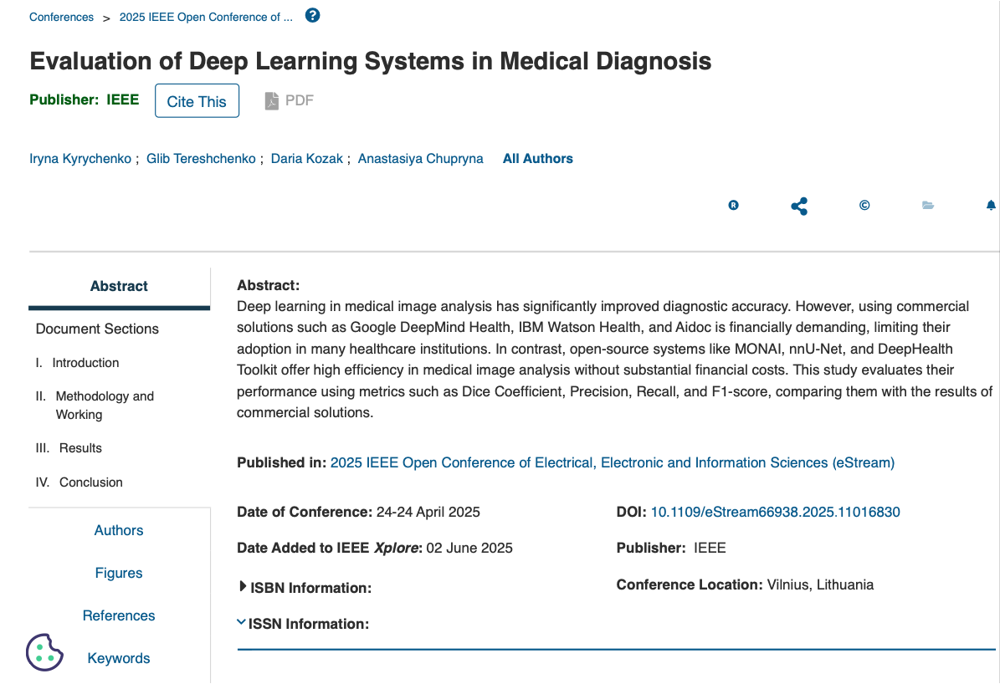 Conferences > 2025 IEEE Open Conference of ... ?
Evaluation of Deep Learning Systems in Medical Diagnosis
Publisher: IEEE Cite This PDF
Iryna Kyrychenko ; Glib Tereshchenko ; Daria Kozak ; Anastasiya Chupryna All Authors
R ©
Abstract
Document Sections
I. Introduction
II. Methodology and
Working
III. Results
IV. Conclusion
Authors
Figures
References
Keywords
Abstract:
Deep learning in medical image analysis has significantly improved diagnostic accuracy. However, using commercial
solutions such as Google DeepMind Health, IBM Watson Health, and Aidoc is financially demanding, limiting their
adoption in many healthcare institutions. In contrast, open-source systems like MONAI, nnU-Net, and DeepHealth
Toolkit offer high efficiency in medical image analysis without substantial financial costs. This study evaluates their
performance using metrics such as Dice Coefficient, Precision, Recall, and F1-score, comparing them with the results of
commercial solutions.
Published in: 2025 IEEE Open Conference of Electrical, Electronic and Information Sciences (eStream)
Date of Conference: 24-24 April 2025
Date Added to IEEE Xplore: 02 June 2025
ISBN Information:
ISSN Information:
DOI: 10.1109/eStream66938.2025.11016830
Publisher: IEEE
Conference Location: Vilnius, Lithuania